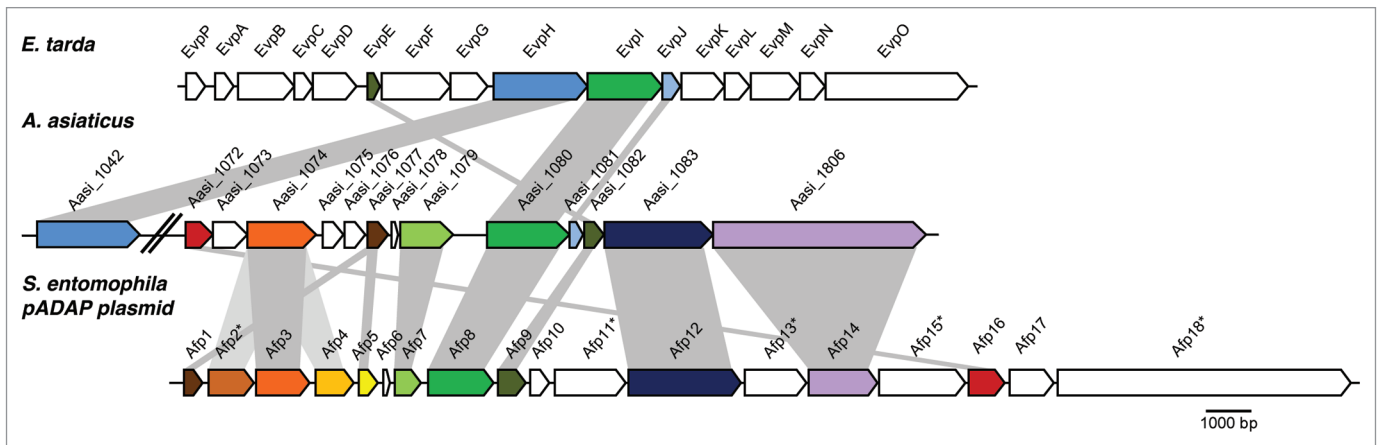 E. tarda
EvpP EvpA EvpB EvpC EvpD EvpE EvpF EvpG EvpH EvpI EvpJ EvpK EvpL EvpM EvpN EvpO
A. asiaticus
Aasi_1042 Aasi_1072 Aasi_1073 Aasi_1074 Aasi_1075 Aasi_1076 Aasi_1077 Aasi_1078 Aasi_1079 Aasi_1080 Aasi_1081 Aasi_1082 Aasi_1083 Aasi_1806
S. entomophila
pADAP plasmid
Afp1 Afp2* Afp3 Afp4 Afp5 Afp6 Afp7 Afp8 Afp9 Afp10 Afp11* Afp12 Afp13* Afp14 Afp15* Afp16 Afp17 Afp18*
1000 bp